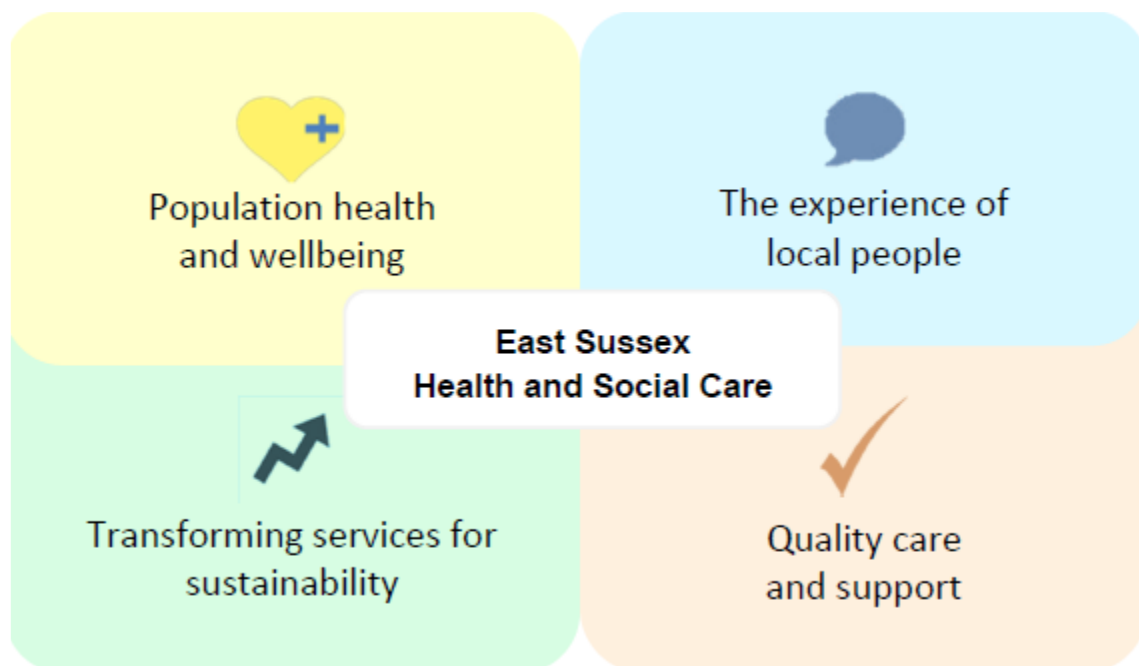 Population health
and wellbeing
The experience of
local people
East Sussex
Health and Social Care
Transforming services for
sustainability
Quality care
and support